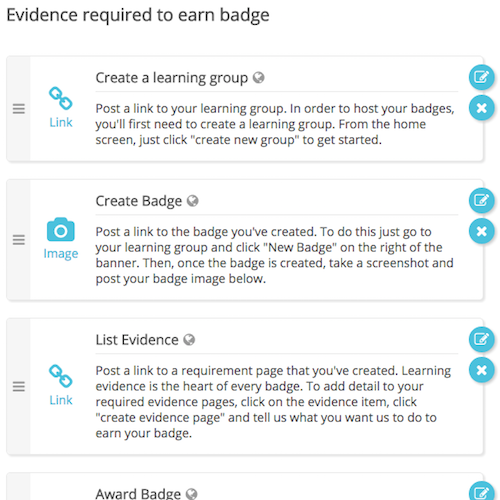 Evidence required to earn badge
Create a learning group
Link
Post a link to your learning group. In order to host your badges,
you'll first need to create a learning group. From the home
screen, just click "create new group" to get started.
Create Badge
Image
Post a link to the badge you've created. To do this just go to
your learning group and click "New Badge" on the right of the
banner. Then, once the badge is created, take a screenshot and
post your badge image below.
List Evidence
Link
Post a link to a requirement page that you've created. Learning
evidence is the heart of every badge. To add detail to your
required evidence pages, click on the evidence item, click
"create evidence page" and tell us what you want us to do to
earn your badge.
Award Badge